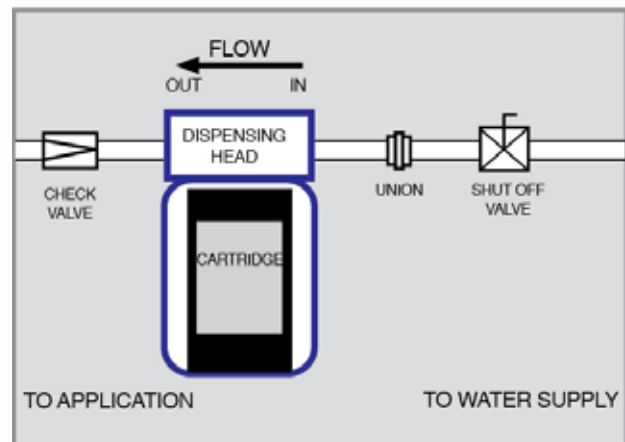 FLOW
OUT IN
DISPENSING
HEAD
CHECK
VALVE
UNION
SHUT OFF
VALVE
CARTRIDGE
TO APPLICATION
TO WATER SUPPLY